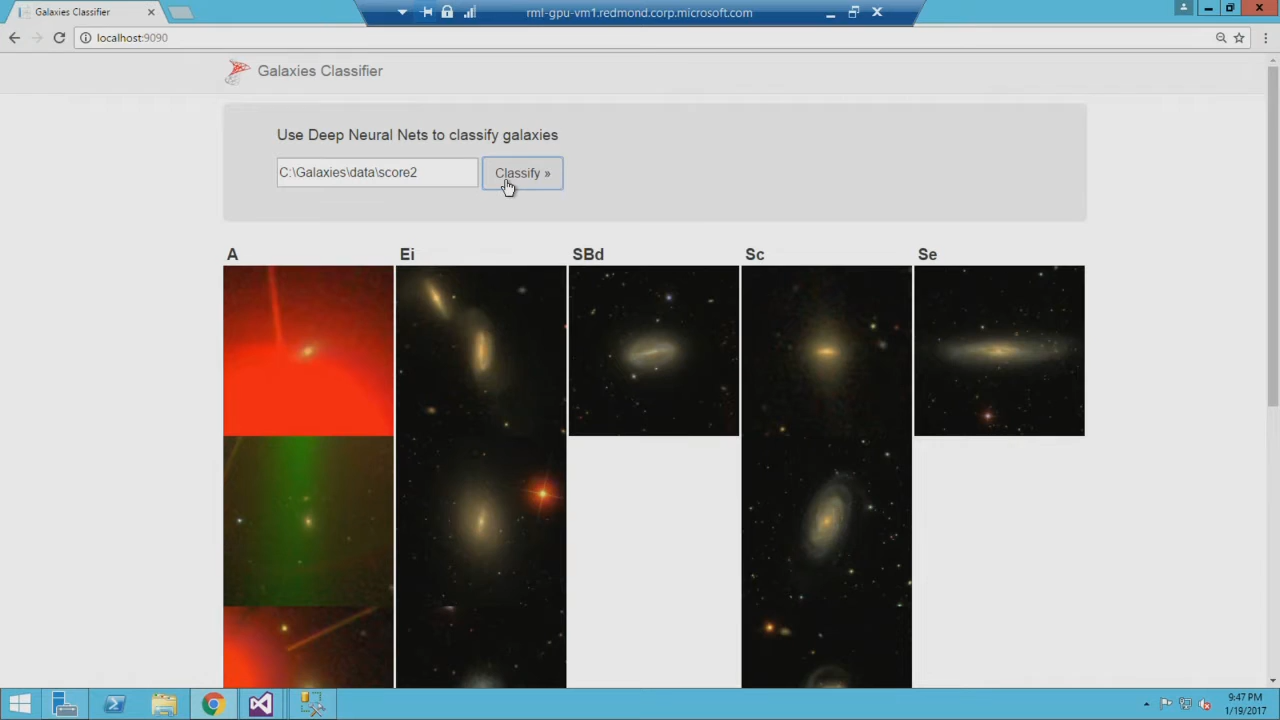 Galaxies Classifier
rml-gpu-vm1.redmond.corp.microsoft.com
localhost:9090
Galaxies Classifier
Use Deep Neural Nets to classify galaxies
C:\Galaxies\data\score2
Classify »
A
Ei
SBd
Sc
Se
9:47 PM
1/19/2017